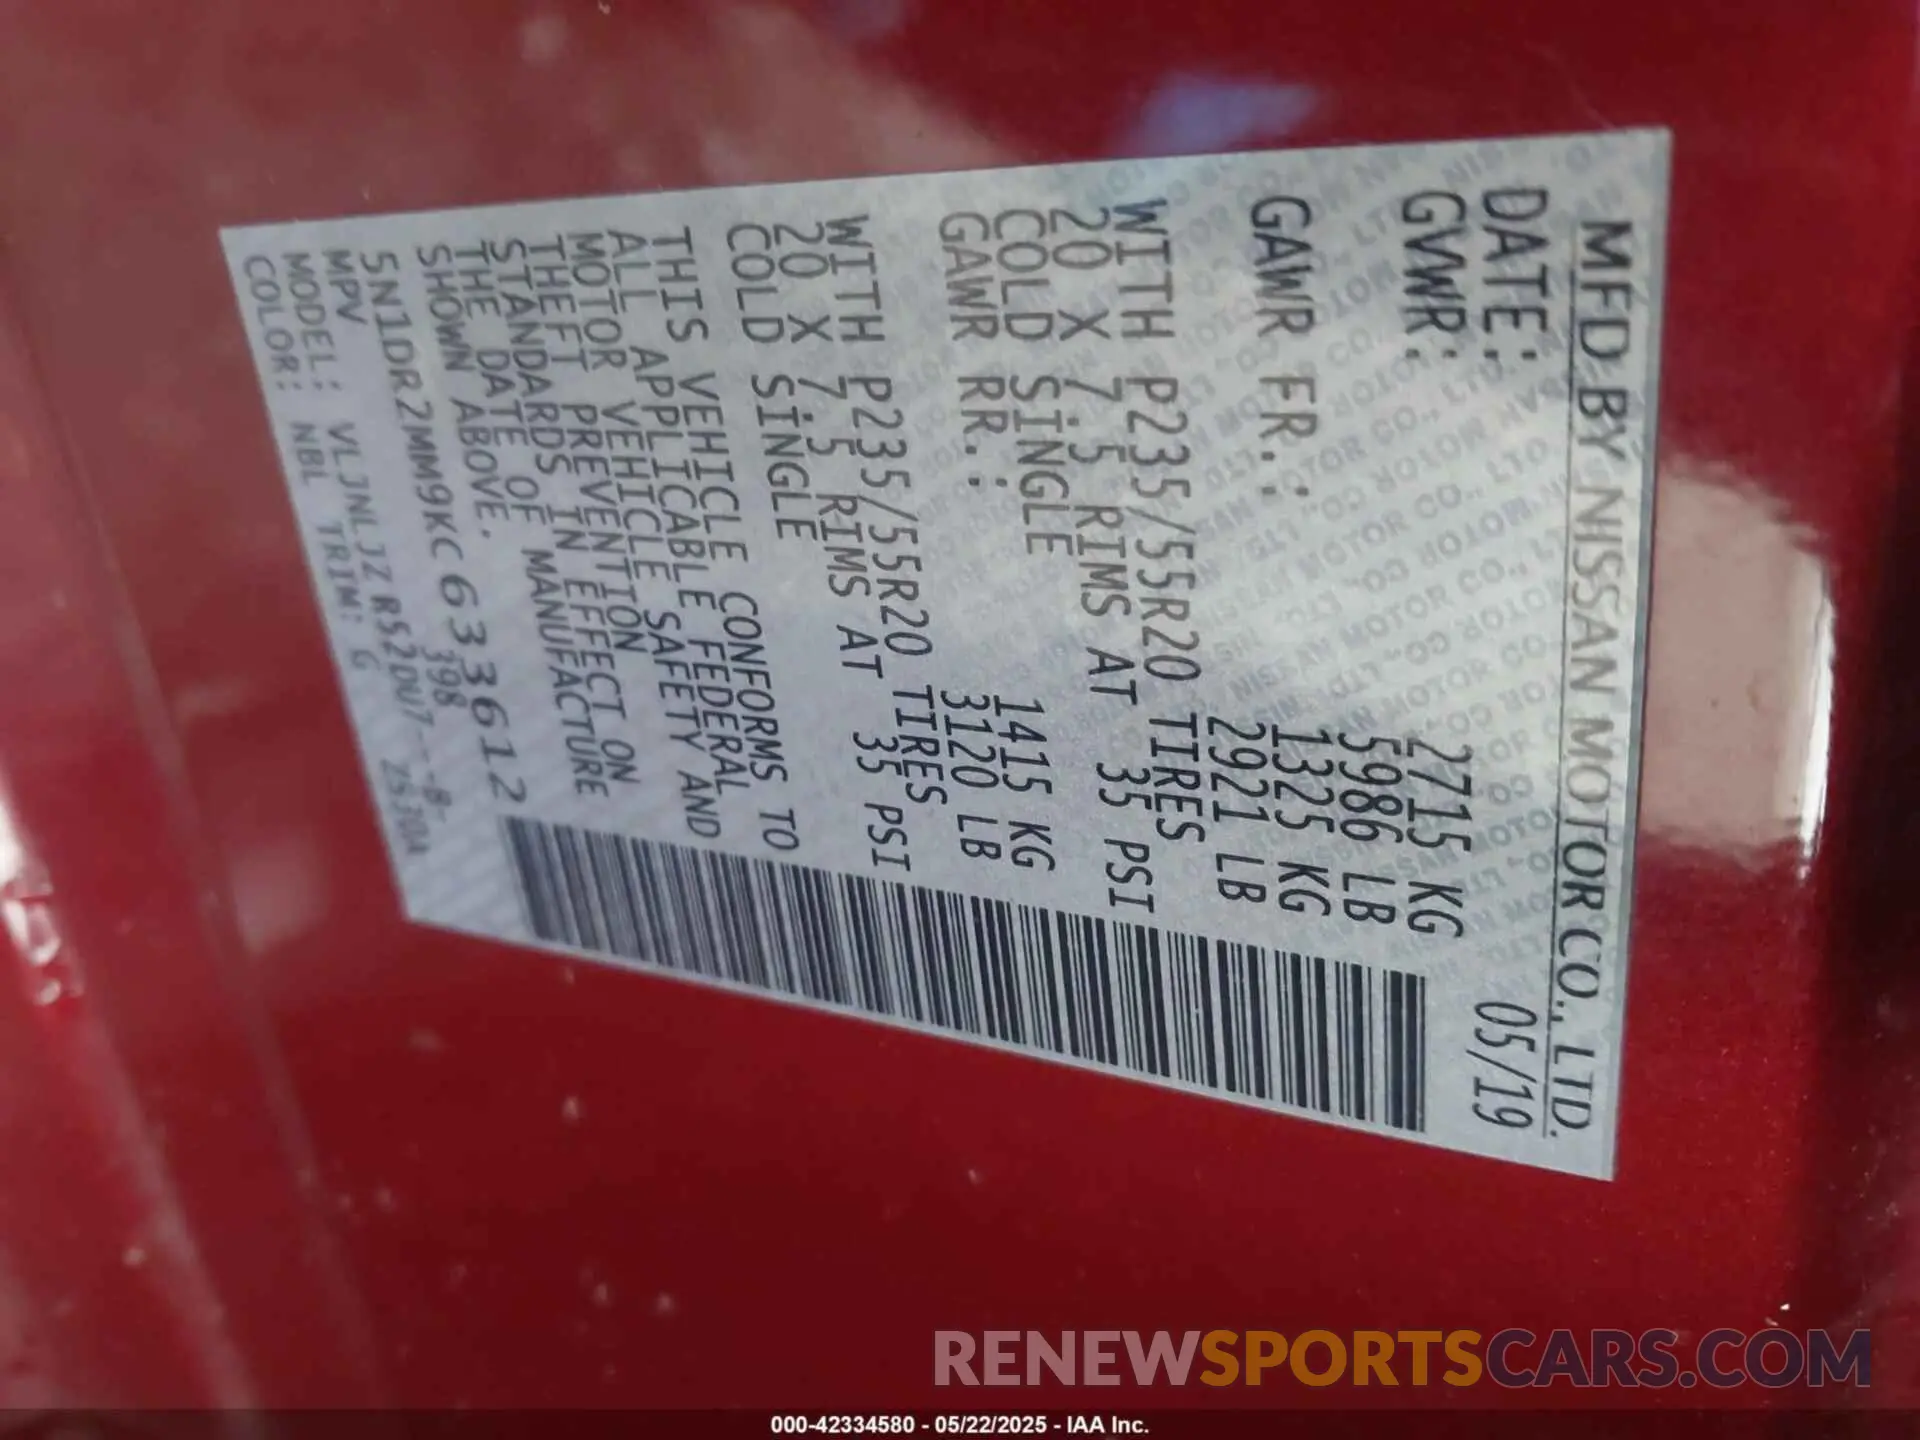 MFD BY NISSAN MOTOR CO., LTD.
DATE: 05/19
GVWR: 2715 KG
5986 LB
GAWR FR.: 1325 KG
2921 LB
WITH P235/55R20 TIRES
20 X 7.5 RIMS AT 35 PSI
COLD SINGLE
GAWR RR.: 1415 KG
3120 LB
WITH P235/55R20 TIRES
20 X 7.5 RIMS AT 35 PSI
COLD SINGLE
THIS VEHICLE CONFORMS TO
ALL APPLICABLE FEDERAL
MOTOR VEHICLE SAFETY AND
THEFT PREVENTION
STANDARDS IN EFFECT ON
THE DATE OF MANUFACTURE
SHOWN ABOVE.
5N1DR2MM9KC633612
MPV 398
MODEL: VLJNLJZ R52DU7---8-
COLOR: NBL TRIM: G
RENEWSPORTSCARS.COM
000-42334580 - 05/22/2025 - IAA Inc.